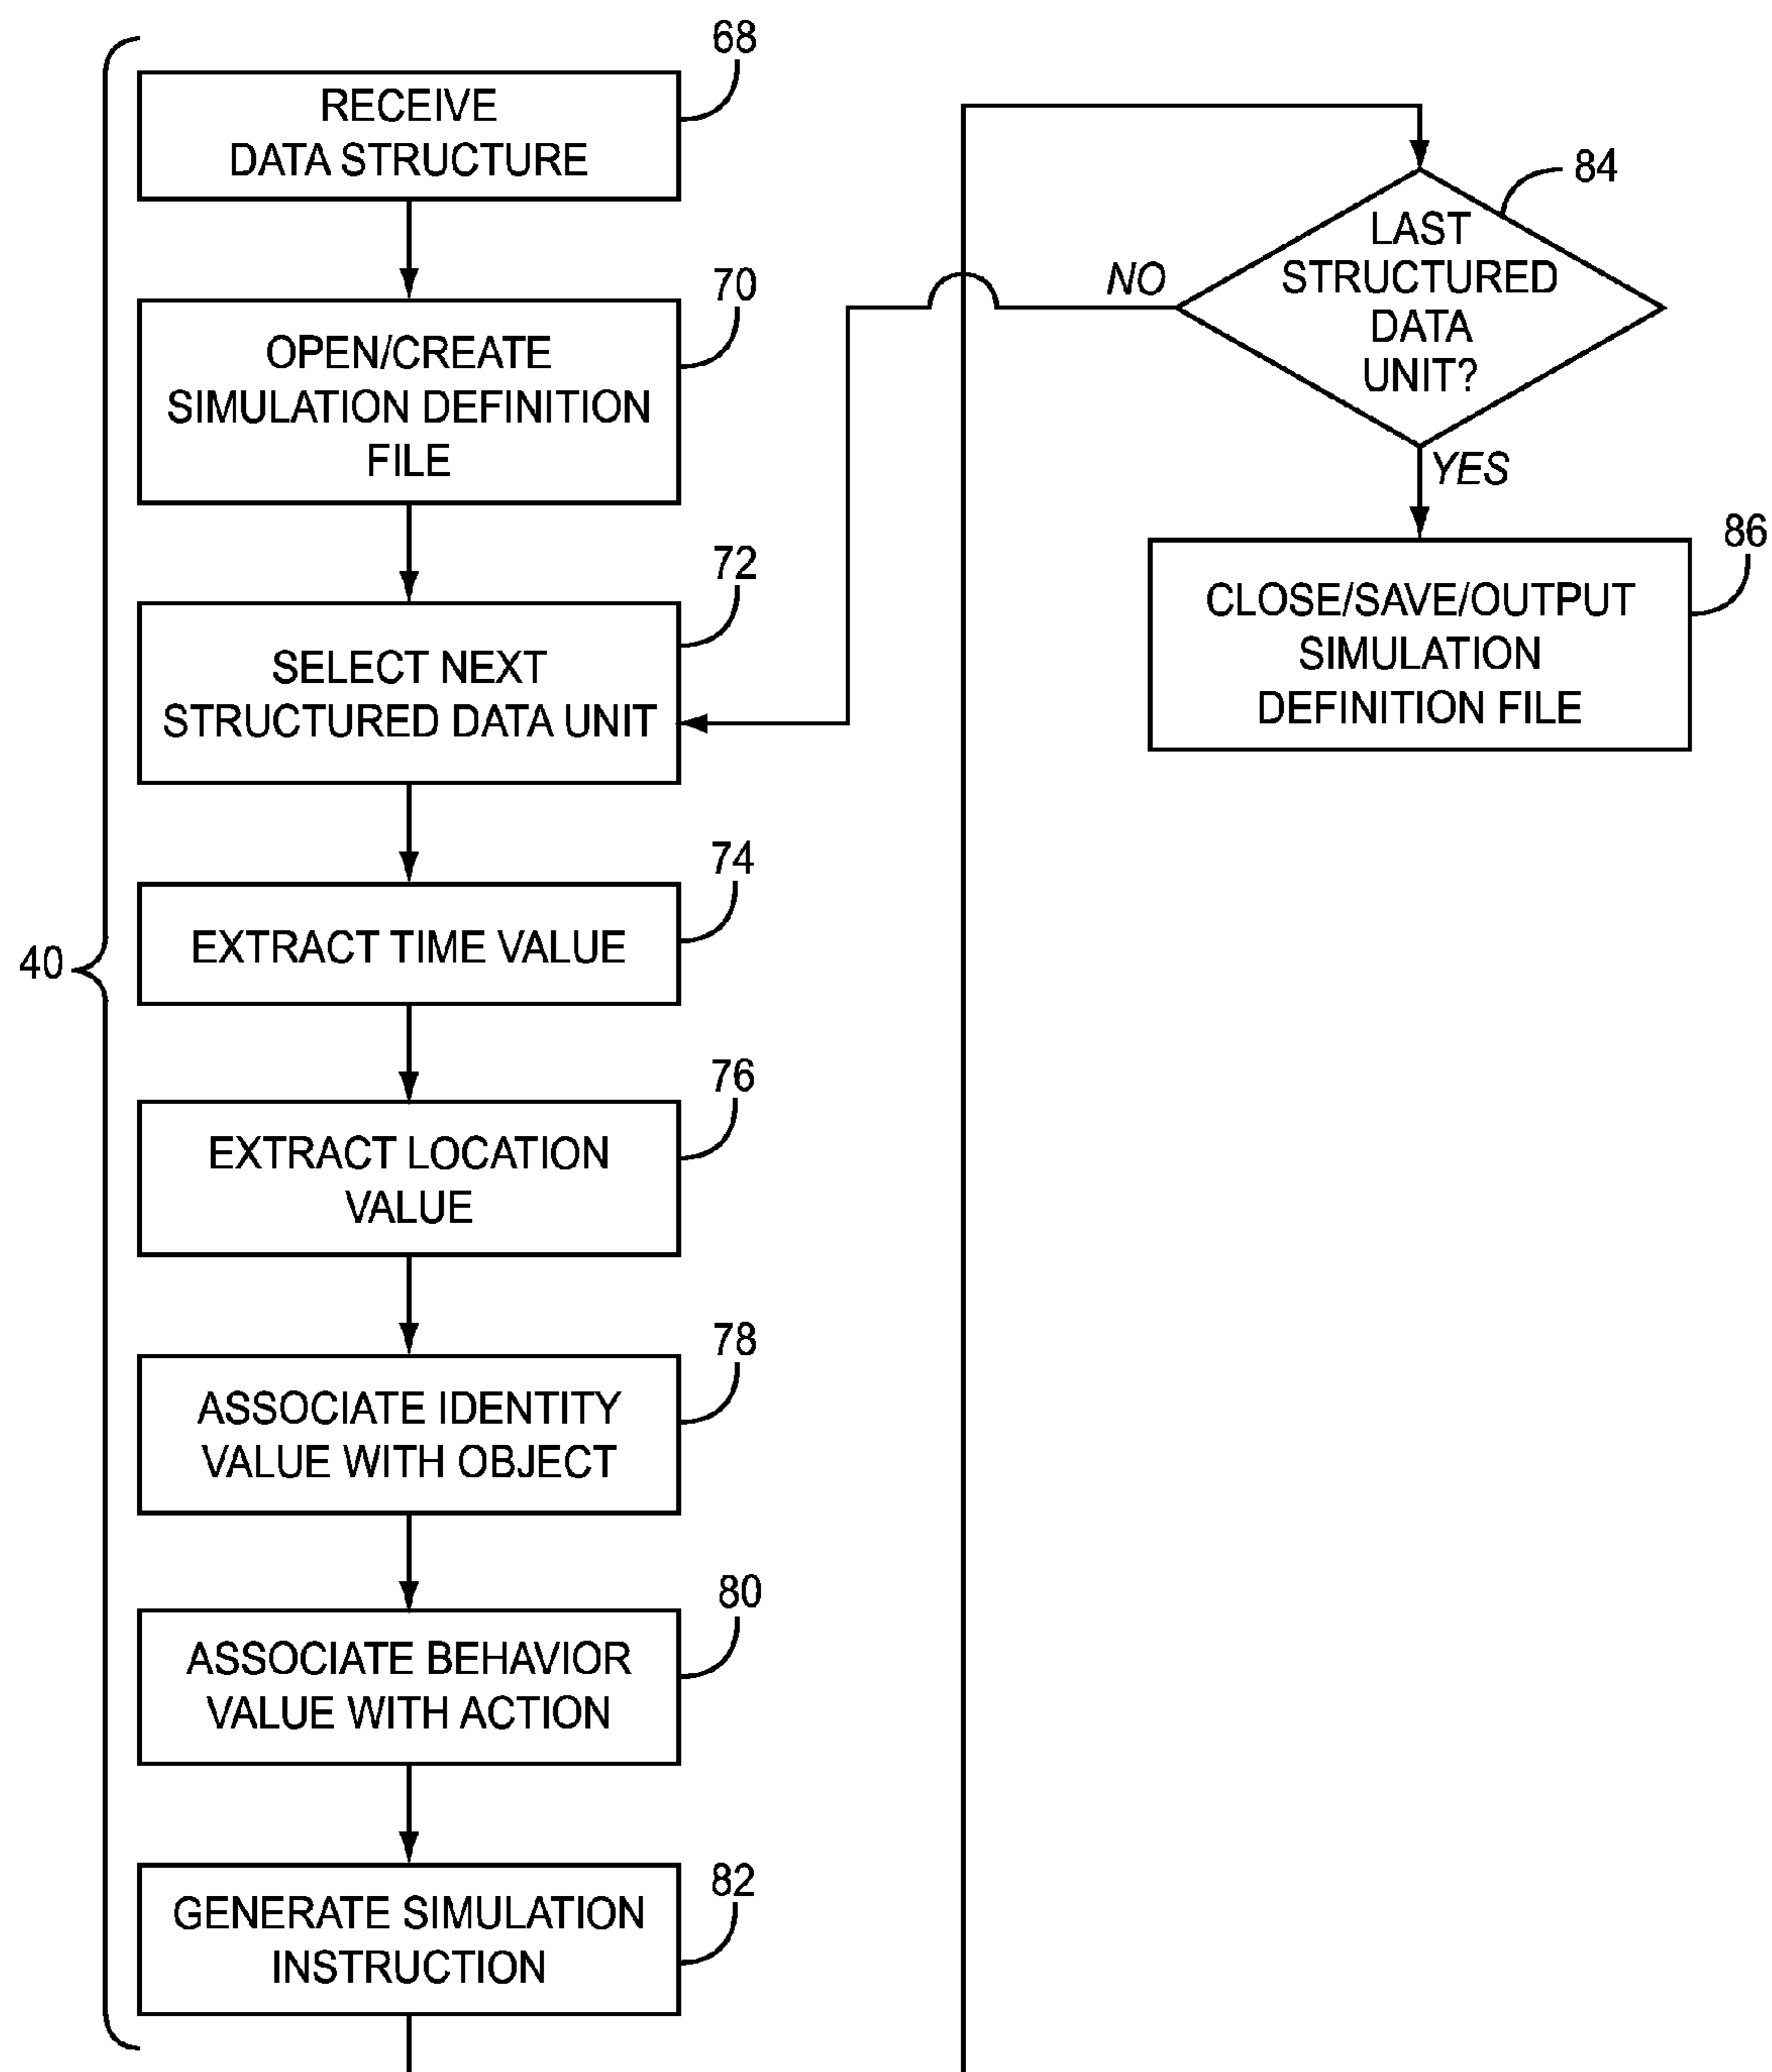 68
RECEIVE
DATA STRUCTURE
70
OPEN/CREATE
SIMULATION DEFINITION
FILE
72
SELECT NEXT
STRUCTURED DATA UNIT
74
EXTRACT TIME VALUE
40
76
EXTRACT LOCATION
VALUE
78
ASSOCIATE IDENTITY
VALUE WITH OBJECT
80
ASSOCIATE BEHAVIOR
VALUE WITH ACTION
82
GENERATE SIMULATION
INSTRUCTION
84
LAST
STRUCTURED
DATA
UNIT?
NO
YES
86
CLOSE/SAVE/OUTPUT
SIMULATION
DEFINITION FILE